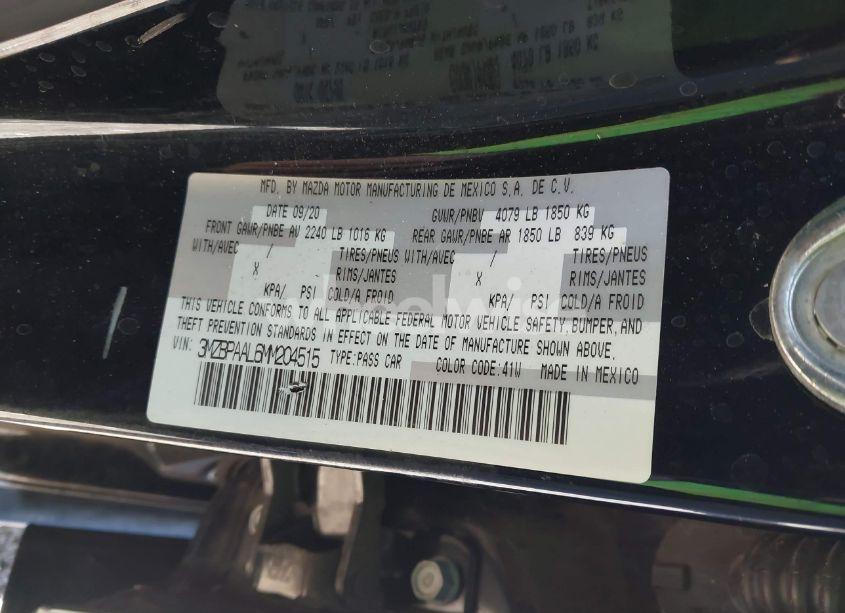 MFD. BY MAZDA MOTOR MANUFACTURING DE MEXICO S.A. DE C.V.
DATE 09/20 GVWR/PNBV 4079 LB 1850 KG
FRONT GAWR/PNBE AV 2240 LB 1016 KG REAR GAWR/PNBE AR 1850 LB 839 KG
WITH/AVEC / TIRES/PNEUS WITH/AVEC / TIRES/PNEUS
X RIMS/JANTES X RIMS/JANTES
KPA/ PSI COLD/A FROID KPA/ PSI COLD/A FROID
THIS VEHICLE CONFORMS TO ALL APPLICABLE FEDERAL MOTOR VEHICLE SAFETY, BUMPER, AND
THEFT PREVENTION STANDARDS IN EFFECT ON THE DATE OF MANUFACTURE SHOWN ABOVE.
VIN: 3MZBPAAL6MM204515 TYPE:PASS CAR COLOR CODE:41W MADE IN MEXICO